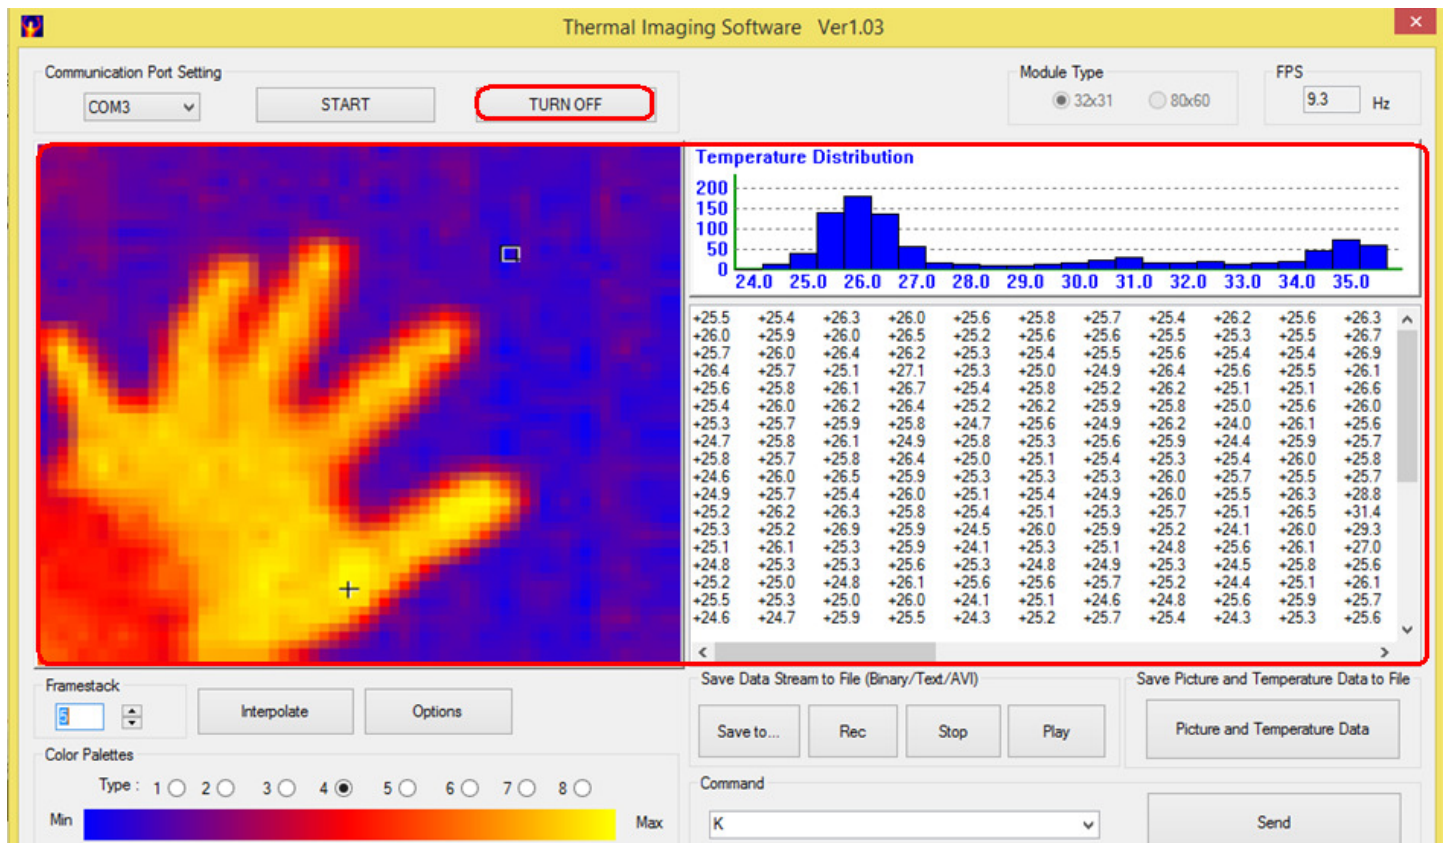 Thermal Imaging Software Ver1.03
Communication Port Setting
COM3
START
TURN OFF
Module Type
32x31
80x60
FPS
9.3 Hz
Temperature Distribution
200
150
100
50
0
24.0 25.0 26.0 27.0 28.0 29.0 30.0 31.0 32.0 33.0 34.0 35.0
+25.5 +25.4 +26.3 +26.0 +25.6 +25.8 +25.7 +25.4 +26.2 +25.6 +26.3
+26.0 +25.9 +26.0 +26.5 +25.2 +25.6 +25.6 +25.5 +25.3 +25.5 +26.7
+25.7 +26.0 +26.4 +26.2 +25.3 +25.4 +25.5 +25.6 +25.4 +25.4 +26.9
+26.4 +25.7 +25.1 +27.1 +25.3 +25.0 +24.9 +26.4 +25.6 +25.5 +26.1
+25.6 +25.8 +26.1 +26.7 +25.4 +25.8 +25.2 +26.2 +25.1 +25.1 +26.6
+25.4 +26.0 +26.2 +26.4 +25.2 +26.2 +25.9 +25.8 +25.0 +25.6 +26.0
+25.3 +25.7 +25.9 +25.8 +24.7 +25.6 +24.9 +26.2 +24.0 +26.1 +25.6
+24.7 +25.8 +26.1 +24.9 +25.8 +25.3 +25.6 +25.9 +24.4 +25.9 +25.7
+25.8 +25.7 +25.8 +26.4 +25.0 +25.1 +25.4 +25.3 +25.4 +26.0 +25.8
+24.6 +26.0 +26.5 +25.9 +25.3 +25.3 +25.3 +26.0 +25.7 +25.5 +25.7
+24.9 +25.7 +25.4 +26.0 +25.1 +25.4 +24.9 +26.0 +25.5 +26.3 +28.8
+25.2 +26.2 +26.3 +25.8 +25.4 +25.1 +25.3 +25.7 +25.1 +26.5 +31.4
+25.3 +25.2 +26.9 +25.9 +24.5 +26.0 +25.9 +25.2 +24.1 +26.0 +29.3
+25.1 +26.1 +25.3 +25.9 +24.1 +25.3 +25.1 +24.8 +25.6 +26.1 +27.0
+24.8 +25.3 +25.3 +25.6 +25.3 +24.8 +24.9 +25.3 +24.5 +25.8 +25.6
+25.2 +25.0 +24.8 +26.1 +25.6 +25.6 +25.7 +25.2 +24.4 +25.1 +26.1
+25.5 +25.3 +25.0 +26.0 +24.1 +25.1 +24.6 +24.8 +25.6 +25.9 +25.7
+24.6 +24.7 +25.9 +25.5 +24.3 +25.2 +25.7 +25.4 +24.3 +25.3 +25.6
Framestack
5
Interpolate
Options
Save Data Stream to File (Binary/Text/AVI)
Save to...
Rec
Stop
Play
Save Picture and Temperature Data to File
Picture and Temperature Data
Color Palettes
Type : 1 2 3 4 5 6 7 8
Min
Max
Command
K
Send